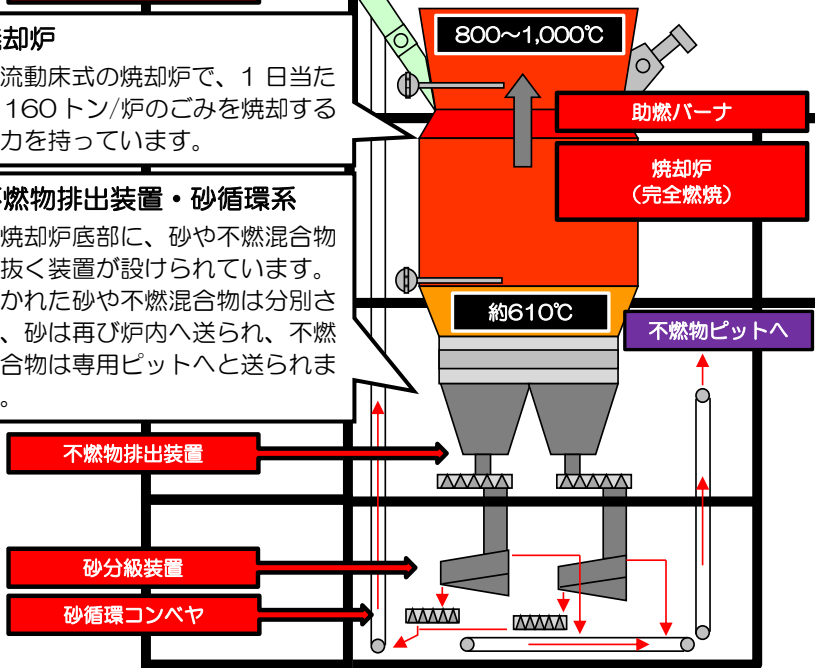 却炉
流動床式の焼却炉で、1 日当た
160トン/炉のごみを焼却する
力を持っています。
燃物排出装置・砂循環系
焼却炉底部に、砂や不燃混合物
抜く装置が設けられています。
かれた砂や不燃混合物は分別さ
、砂は再び炉内へ送られ、不燃
合物は専用ピットへと送られま
。
800～1,000℃
助燃バーナ
焼却炉
（完全燃焼）
約610℃
不燃物ピットへ
不燃物排出装置
砂分級装置
砂循環コンベヤ